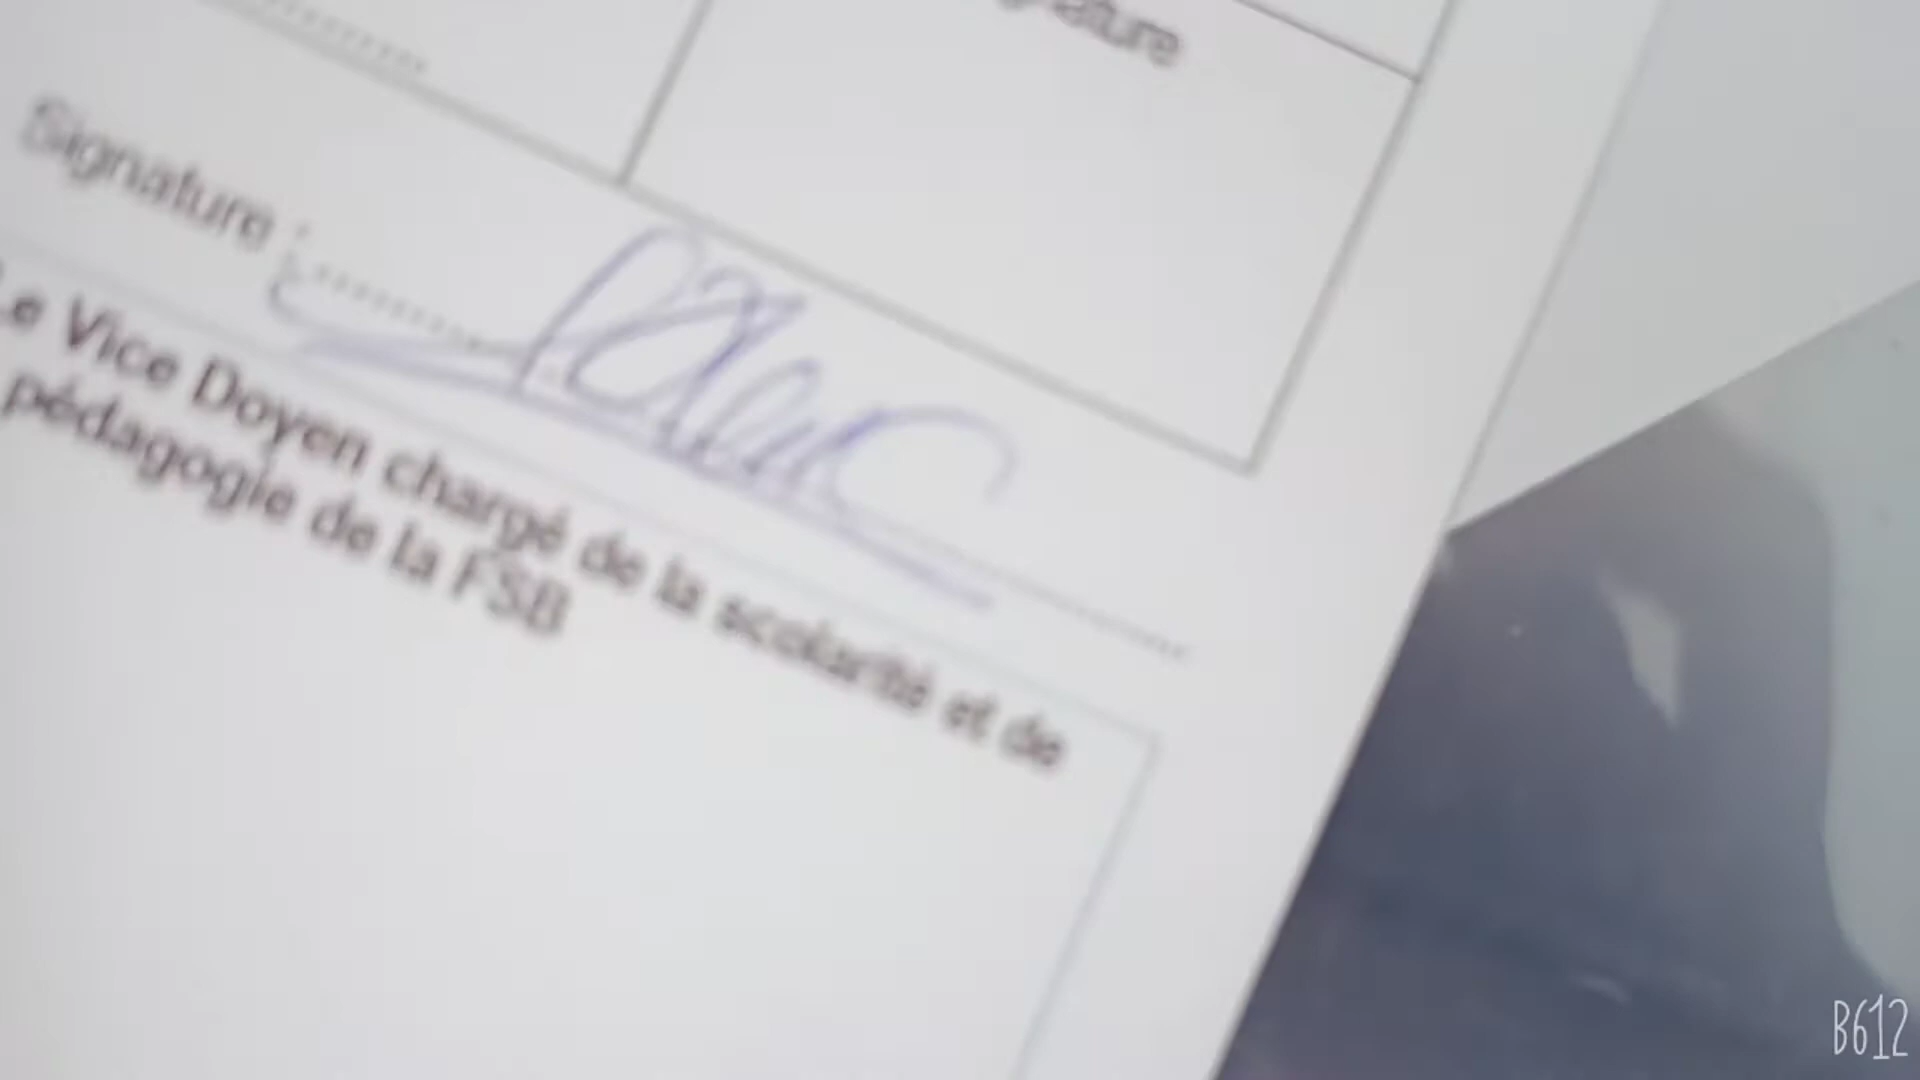 Signature :
Le Vice Doyen chargé de la scolarité et de
pédagogie de la FSB
B612